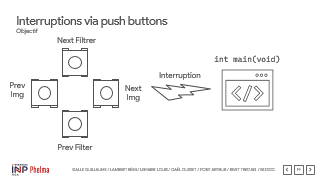 Interruptions via push buttons
Objectif
Next Filtrer
int main(void)
Interruption
Prev
Img
Next
Img
Prev Filter
INP Phelma